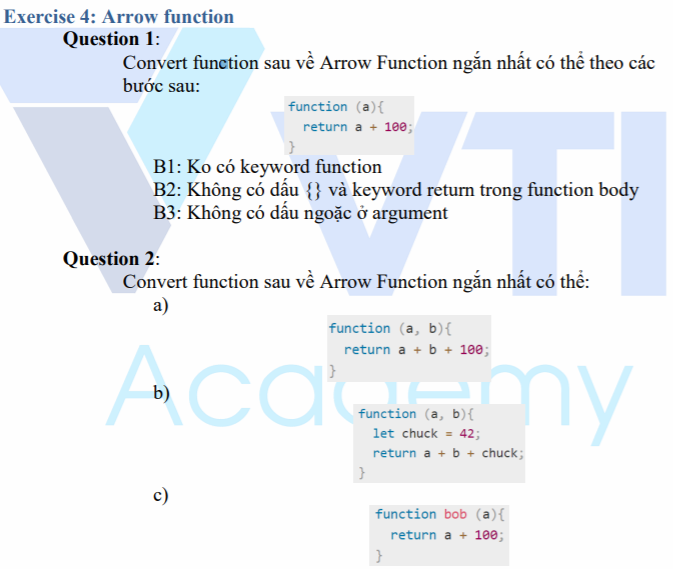 Exercise 4: Arrow function
Question 1:
Convert function sau về Arrow Function ngắn nhất có thể theo các
bước sau:
function (a){
return a + 100;
}
B1: Ko có keyword function
B2: Không có dấu {} và keyword return trong function body
B3: Không có dấu ngoặc ở argument
Question 2:
Convert function sau về Arrow Function ngắn nhất có thể:
a)
function (a, b){
return a + b + 100;
}
b)
function (a, b){
let chuck = 42;
return a + b + chuck;
}
c)
function bob (a){
return a + 100;
}
VTI
Academy